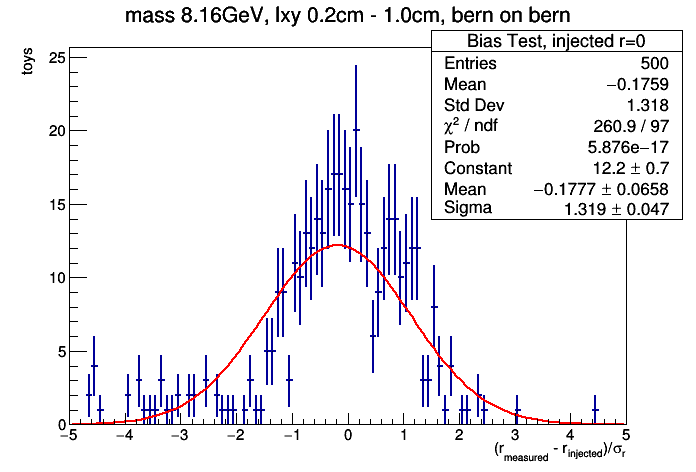 mass 8.16GeV, lxy 0.2cm - 1.0cm, bern on bern
Bias Test, injected r=0
Entries 500
Mean −0.1759
Std Dev 1.318
χ² / ndf 260.9 / 97
Prob 5.876e−17
Constant 12.2 ± 0.7
Mean −0.1777 ± 0.0658
Sigma 1.319 ± 0.047
toys
25
20
15
10
5
0
−5 −4 −3 −2 −1 0 1 2 3 4 5
(r_measured - r_injected)/σ_r